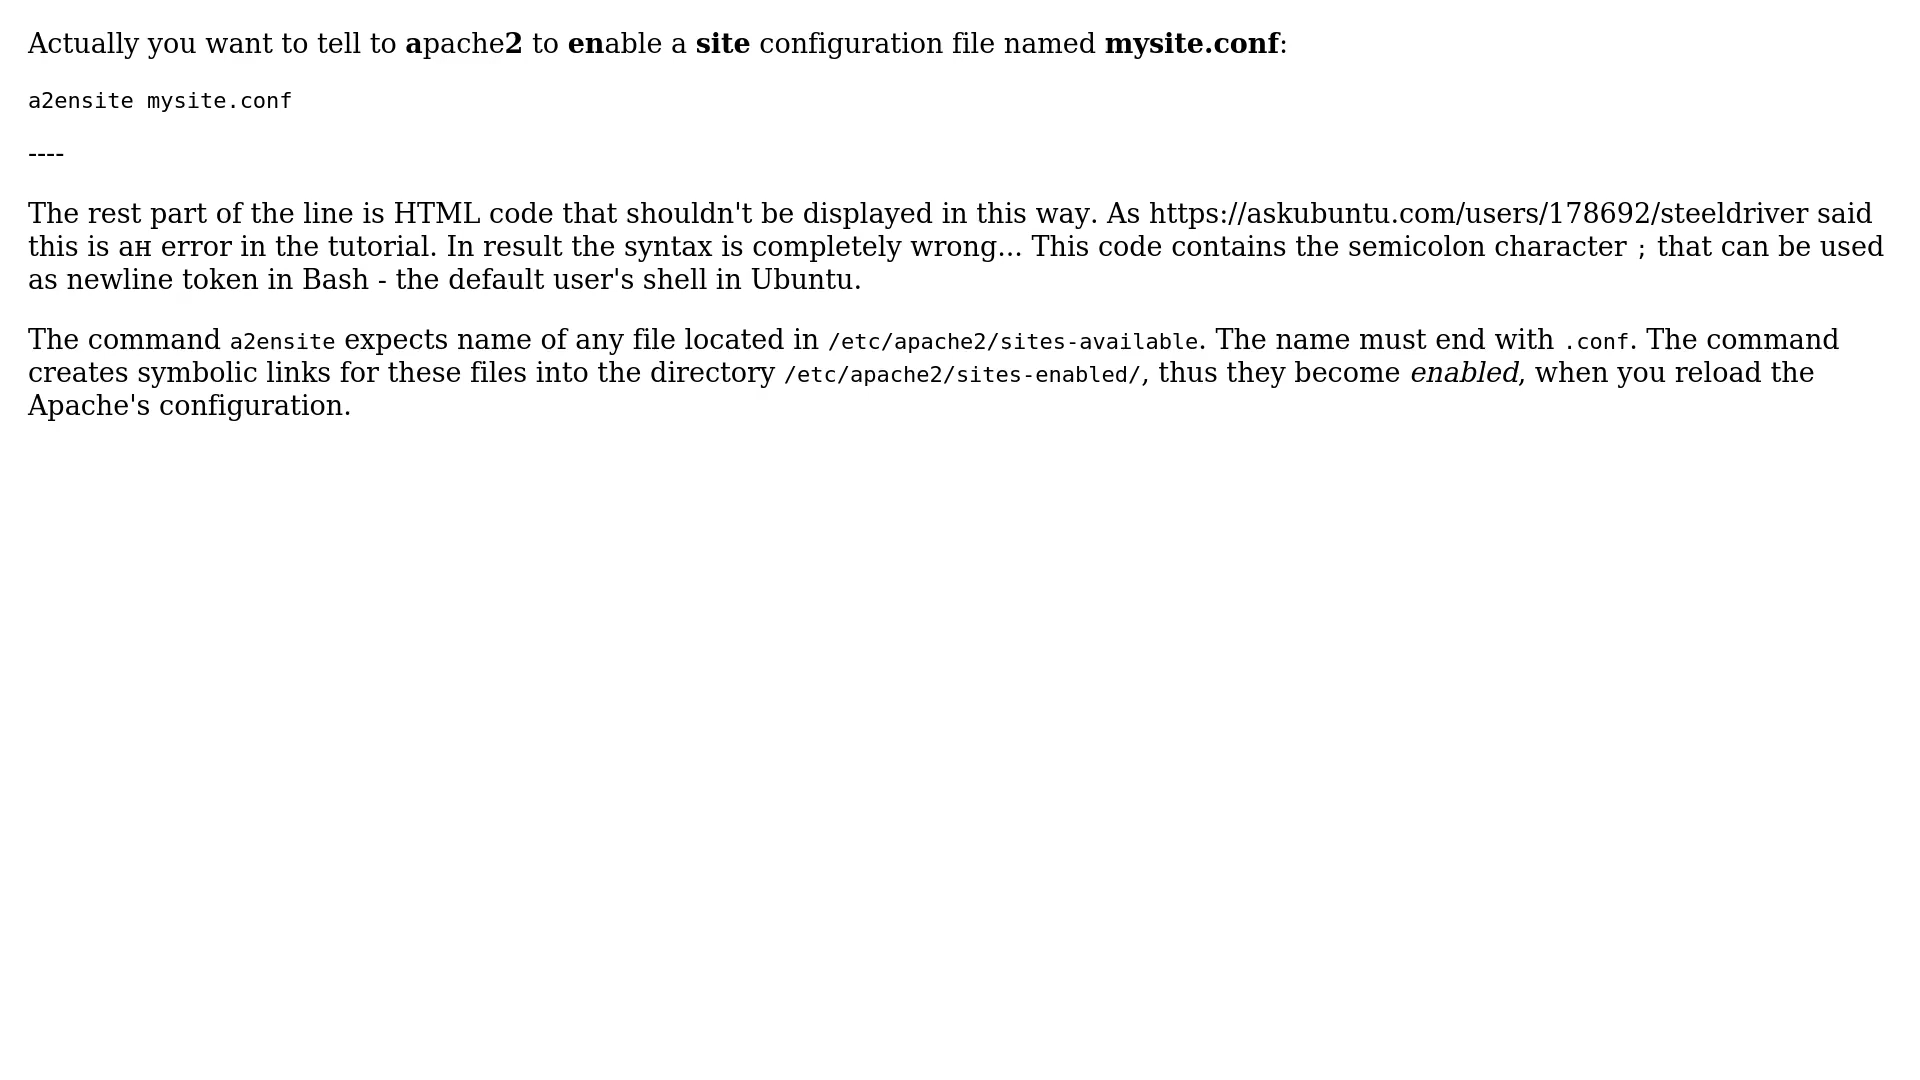 Actually you want to tell to apache2 to enable a site configuration file named mysite.conf:
a2ensite mysite.conf
----
The rest part of the line is HTML code that shouldn't be displayed in this way. As https://askubuntu.com/users/178692/steeldriver said
this is ан error in the tutorial. In result the syntax is completely wrong... This code contains the semicolon character ; that can be used
as newline token in Bash - the default user's shell in Ubuntu.
The command a2ensite expects name of any file located in /etc/apache2/sites-available. The name must end with .conf. The command
creates symbolic links for these files into the directory /etc/apache2/sites-enabled/, thus they become enabled, when you reload the
Apache's configuration.